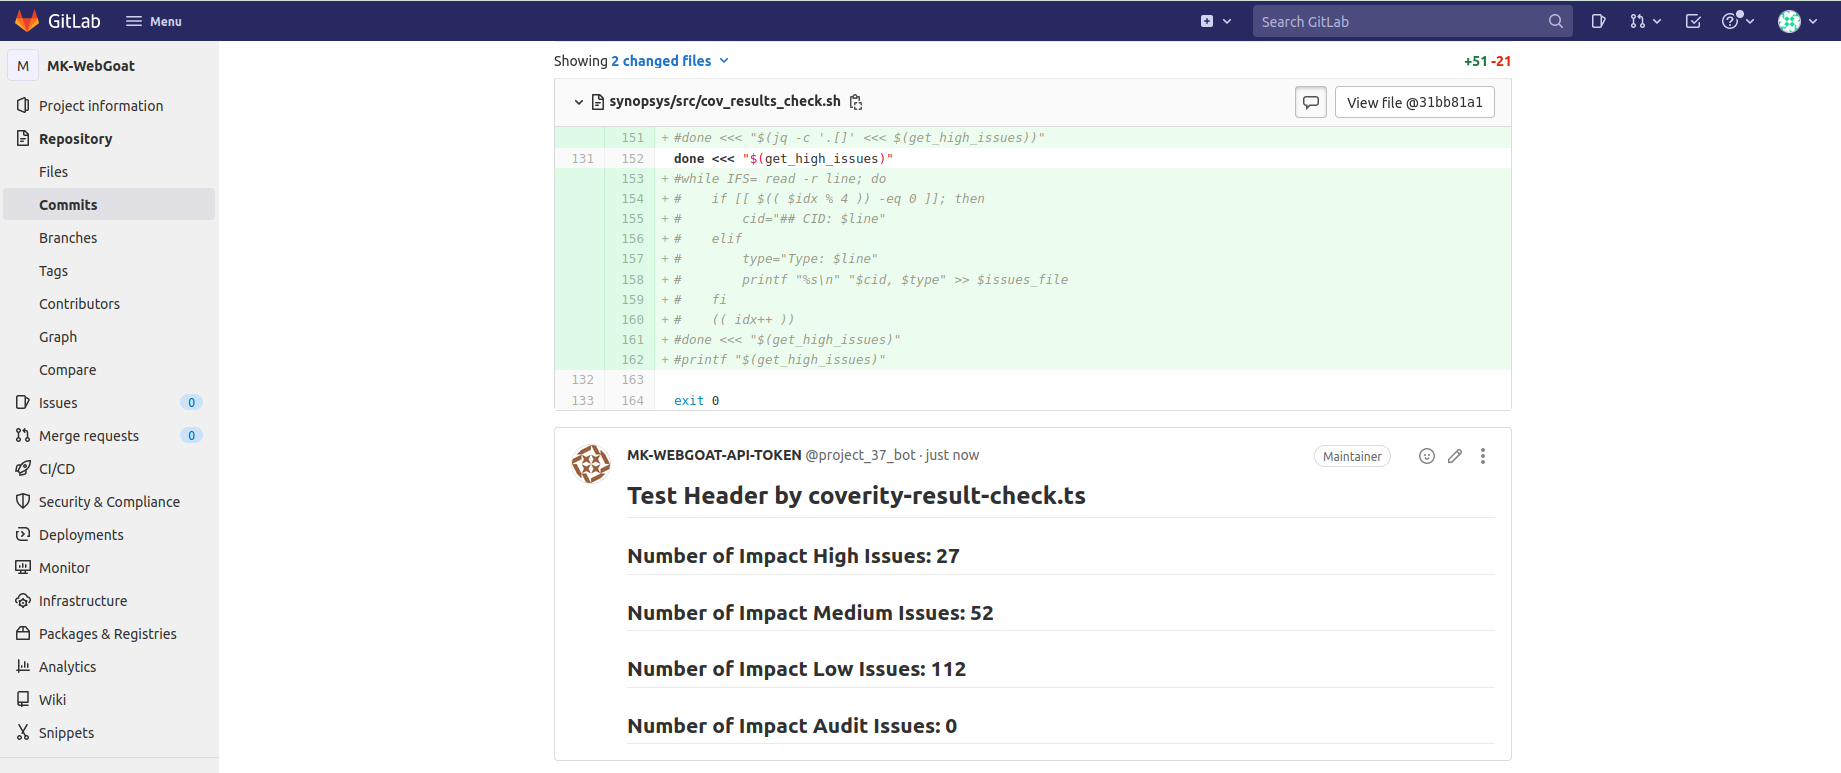 GitLab Menu Search GitLab
M MK-WebGoat
Project information
Repository
Files
Commits
Branches
Tags
Contributors
Graph
Compare
Issues 0
Merge requests 0
CI/CD
Security & Compliance
Deployments
Monitor
Infrastructure
Packages & Registries
Analytics
Wiki
Snippets
Showing 2 changed files +51 -21
synopsys/src/cov_results_check.sh View file @31bb81a1
151 + #done <<< "$(jq -c '.[]' <<< $(get_high_issues))"
131 152 done <<< "$(get_high_issues)"
153 + #while IFS= read -r line; do
154 + #    if [[ $(( $idx % 4 )) -eq 0 ]]; then
155 + #        cid="## CID: $line"
156 + #    elif
157 + #        type="Type: $line"
158 + #        printf "%s\n" "$cid, $type" >> $issues_file
159 + #    fi
160 + #    (( idx++ ))
161 + #done <<< "$(get_high_issues)"
162 + #printf "$(get_high_issues)"
132 163
133 164 exit 0
MK-WEBGOAT-API-TOKEN @project_37_bot · just now Maintainer
Test Header by coverity-result-check.ts
Number of Impact High Issues: 27
Number of Impact Medium Issues: 52
Number of Impact Low Issues: 112
Number of Impact Audit Issues: 0